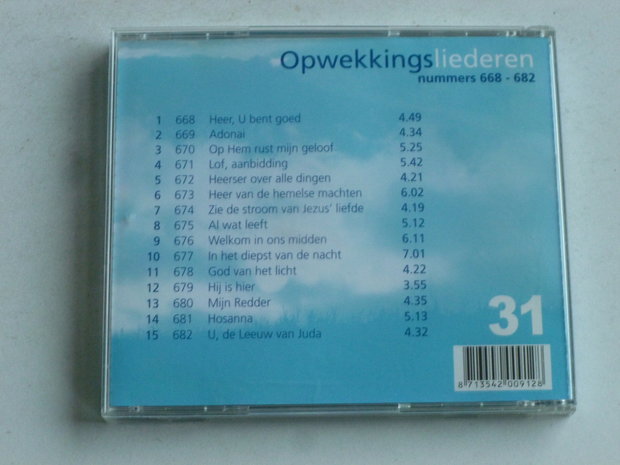 Opwekkingsliederen
nummers 668 - 682
1 668 Heer, U bent goed 4.49
2 669 Adonai 4.34
3 670 Op Hem rust mijn geloof 5.25
4 671 Lof, aanbidding 5.42
5 672 Heerser over alle dingen 4.21
6 673 Heer van de hemelse machten 6.02
7 674 Zie de stroom van Jezus' liefde 4.19
8 675 Al wat leeft 5.12
9 676 Welkom in ons midden 6.11
10 677 In het diepst van de nacht 7.01
11 678 God van het licht 4.22
12 679 Hij is hier 3.55
13 680 Mijn Redder 4.35
14 681 Hosanna 5.13
15 682 U, de Leeuw van Juda 4.32
31
8 713542 009128